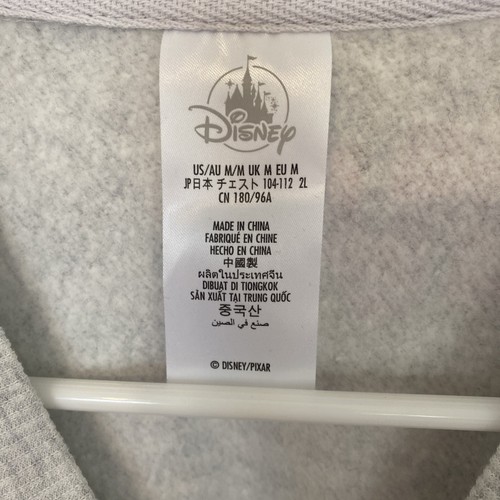 Disney
US/AU M/M UK M EU M
JP日本 チェスト 104-112 2L
CN 180/96A
MADE IN CHINA
FABRIQUÉ EN CHINE
HECHO EN CHINA
中國製
ผลิตในประเทศจีน
DIBUAT DI TIONGKOK
SẢN XUẤT TẠI TRUNG QUỐC
중국산
صنع في الصين
© DISNEY/PIXAR